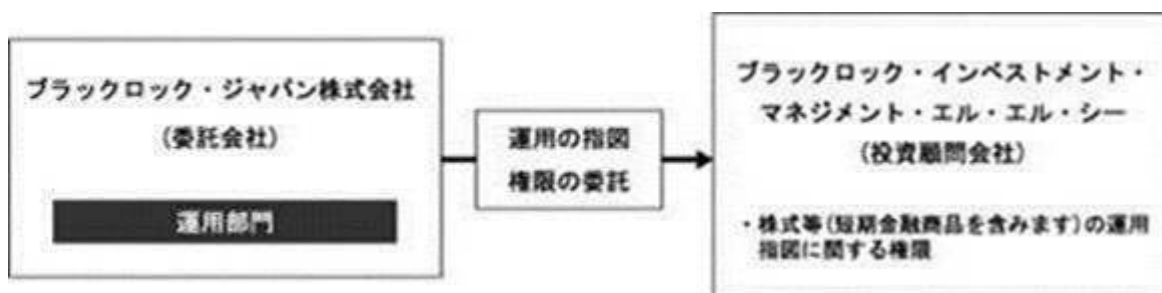 ブラックロック・ジャパン株式会社
(委託会社)
運用部門
運用の指図
権限の委託
ブラックロック・インベストメント・
マネジメント・エル・エル・シー
(投資顧問会社)
・株式等(短期金融商品を含みます)の運用
指図に関する権限